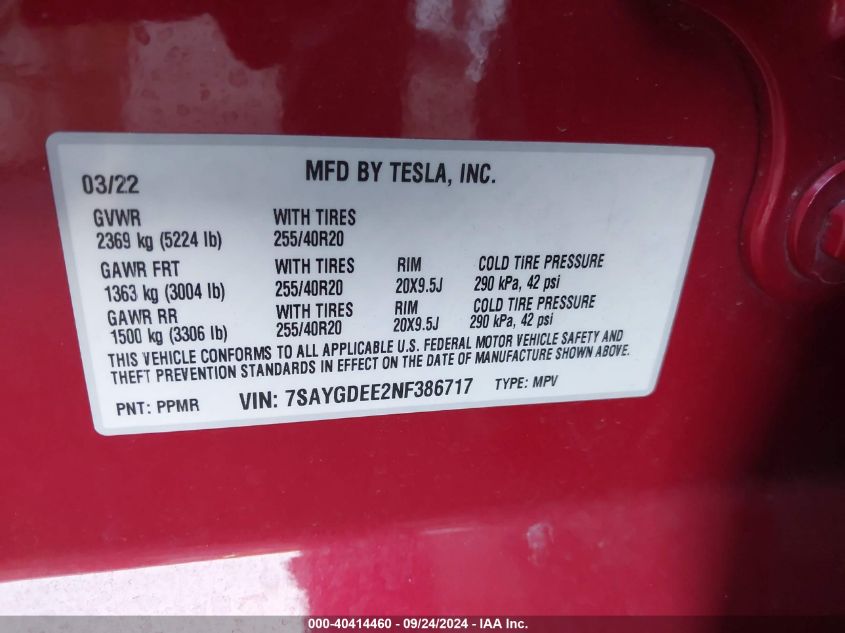 MFD BY TESLA, INC.
03/22
GVWR WITH TIRES
2369 kg (5224 lb) 255/40R20
GAWR FRT WITH TIRES RIM COLD TIRE PRESSURE
1363 kg (3004 lb) 255/40R20 20X9.5J 290 kPa, 42 psi
GAWR RR WITH TIRES RIM COLD TIRE PRESSURE
1500 kg (3306 lb) 255/40R20 20X9.5J 290 kPa, 42 psi
THIS VEHICLE CONFORMS TO ALL APPLICABLE U.S. FEDERAL MOTOR VEHICLE SAFETY AND
THEFT PREVENTION STANDARDS IN EFFECT ON THE DATE OF MANUFACTURE SHOWN ABOVE.
PNT: PPMR VIN: 7SAYGDEE2NF386717 TYPE: MPV
000-40414460 - 09/24/2024 - IAA Inc.